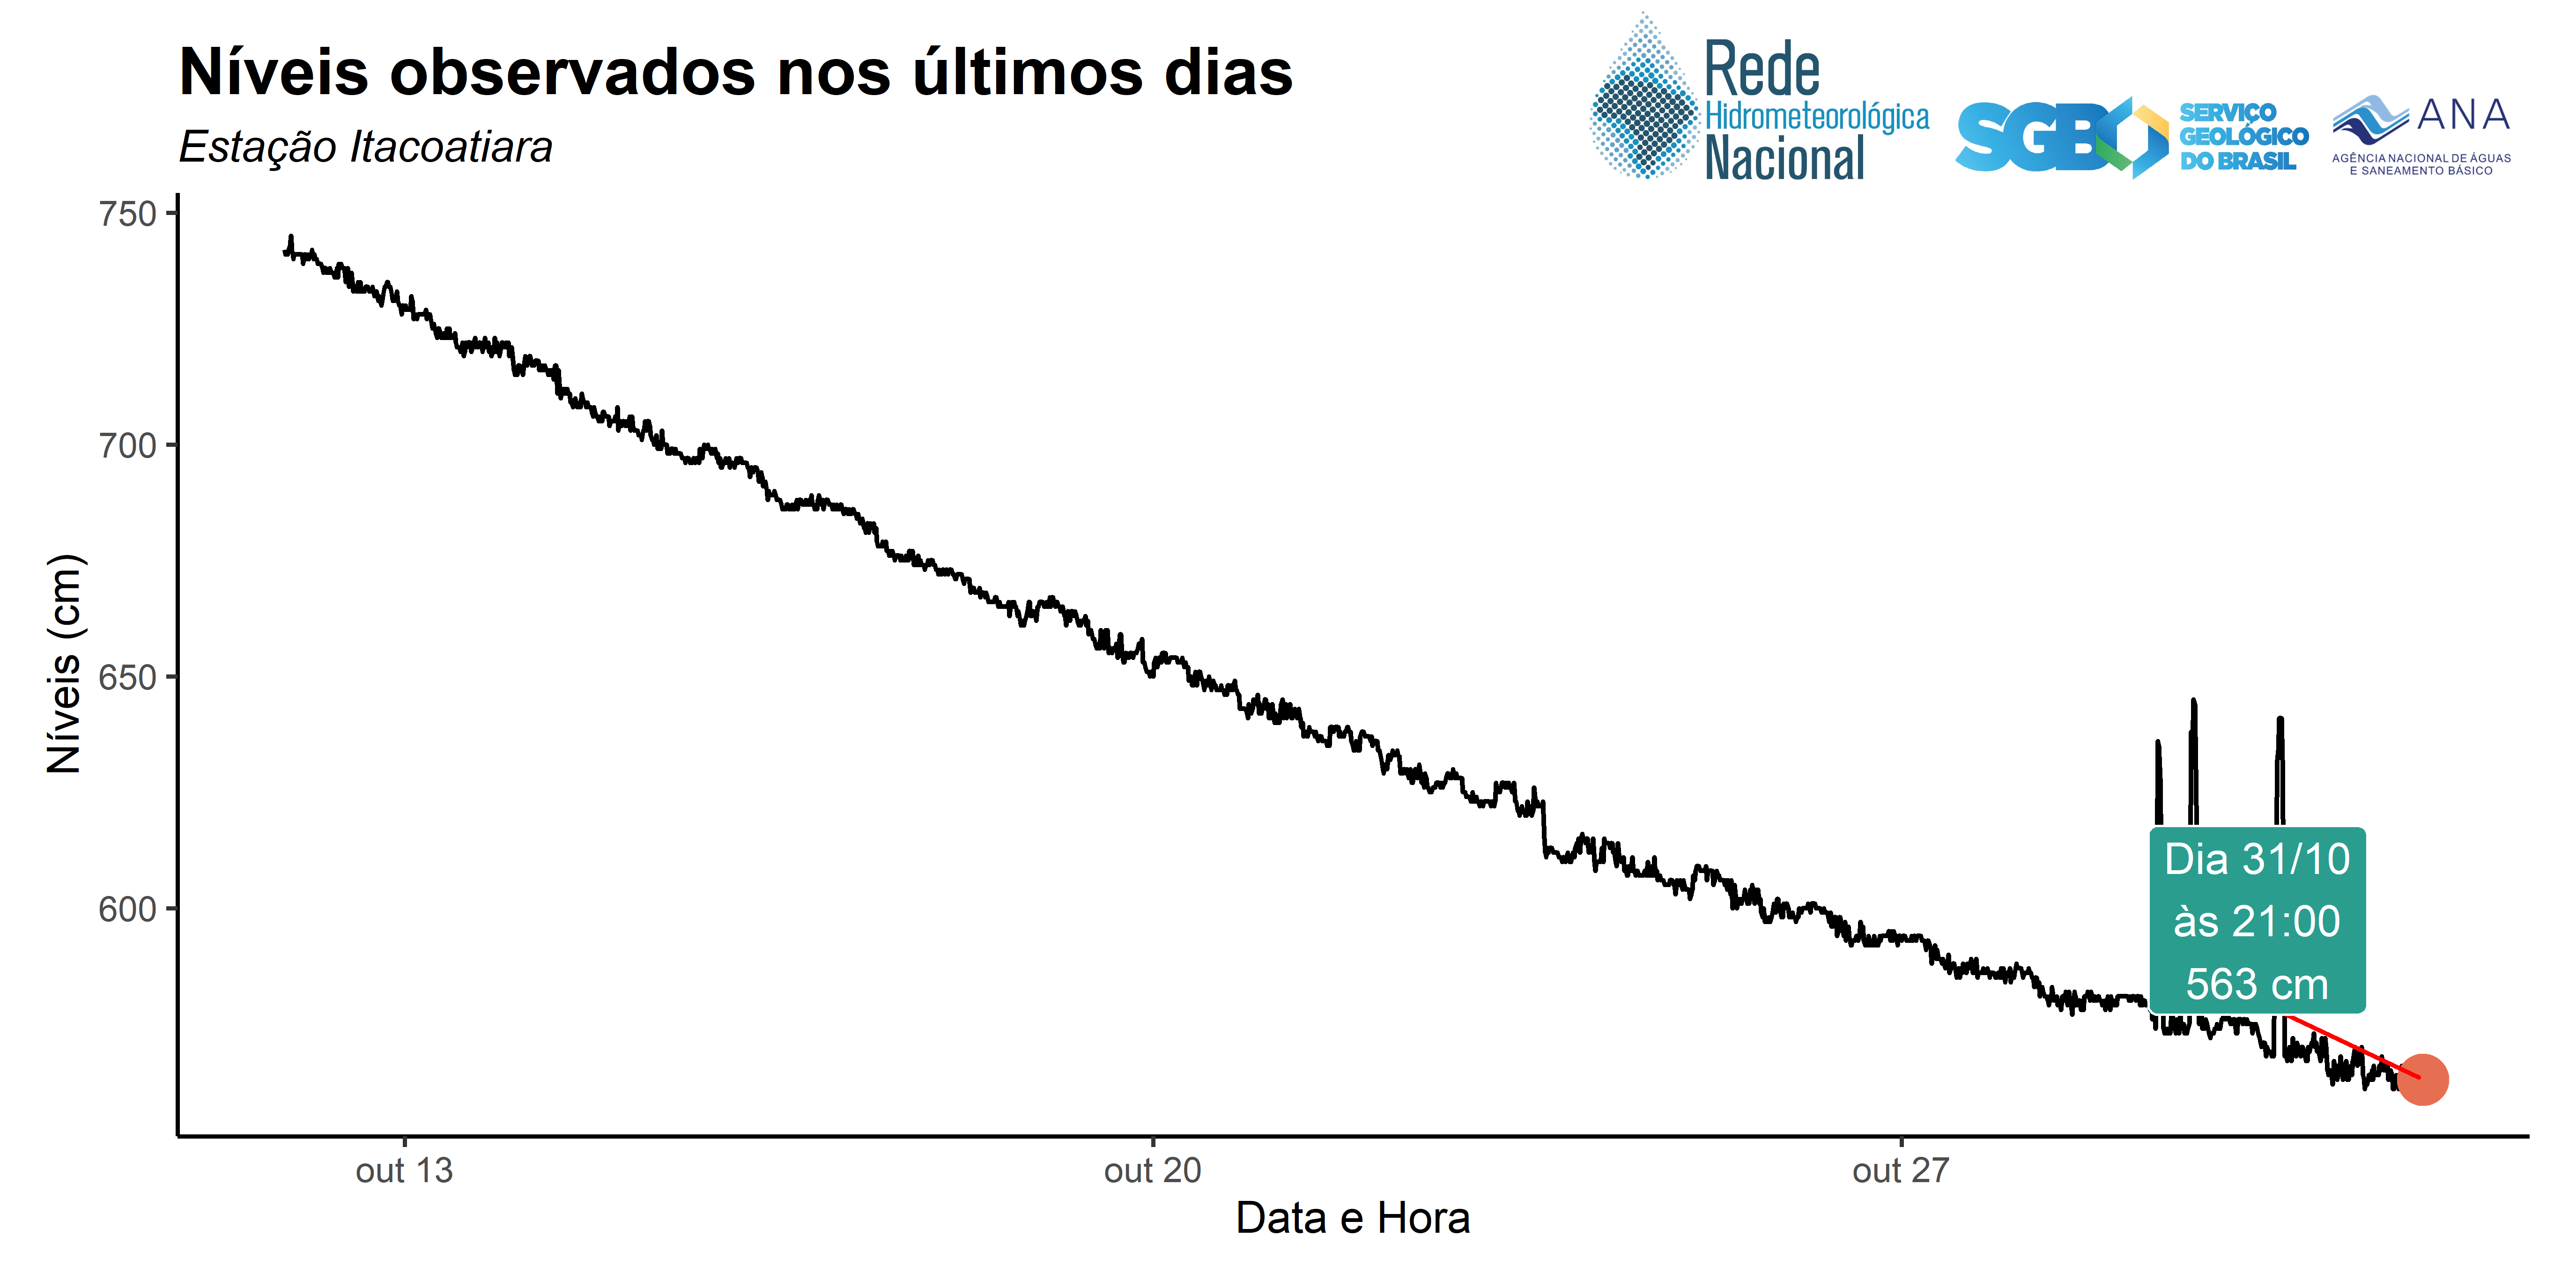 Níveis observados nos últimos dias
Estação Itacoatiara
Rede
Hidrometeorológica
Nacional
SGB
SERVIÇO
GEOLÓGICO
DO BRASIL
ANA
AGÊNCIA NACIONAL DE ÁGUAS
E SANEAMENTO BÁSICO
Níveis (cm)
750
700
650
600
Dia 31/10
às 21:00
563 cm
out 13
out 20
out 27
Data e Hora